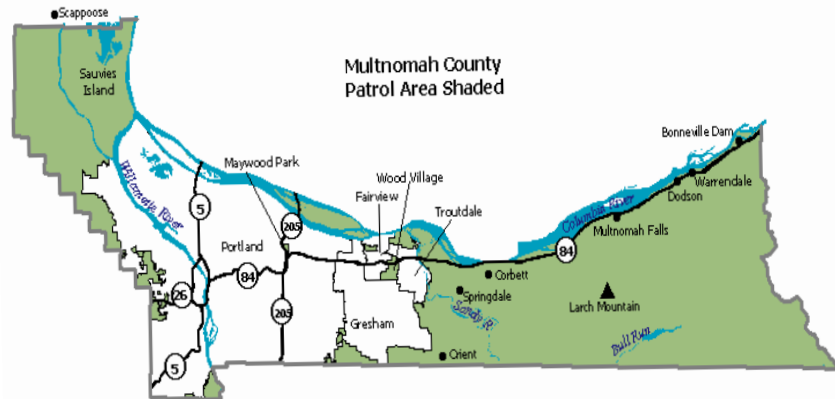 Scappoose
Multnomah County
Patrol Area Shaded
Sauvies
Island
Bonneville Dam
Maywood Park
Wood Village
Warrendale
Fairview
Dodson
Willamette River
Troutdale
Columbia River
5
205
Multnomah Falls
Portland
84
84
Corbett
26
Springdale
Larch Mountain
205
Sandy R.
Gresham
Bull Run
Orient
5